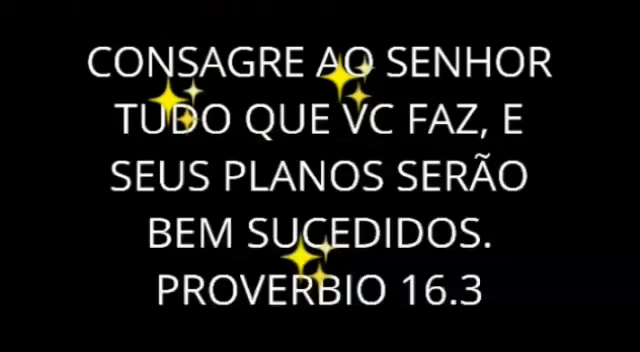 CONSAGRE AO SENHOR
TUDO QUE VC FAZ, E
SEUS PLANOS SERÃO
BEM SUCEDIDOS.
PROVERBIO 16.3